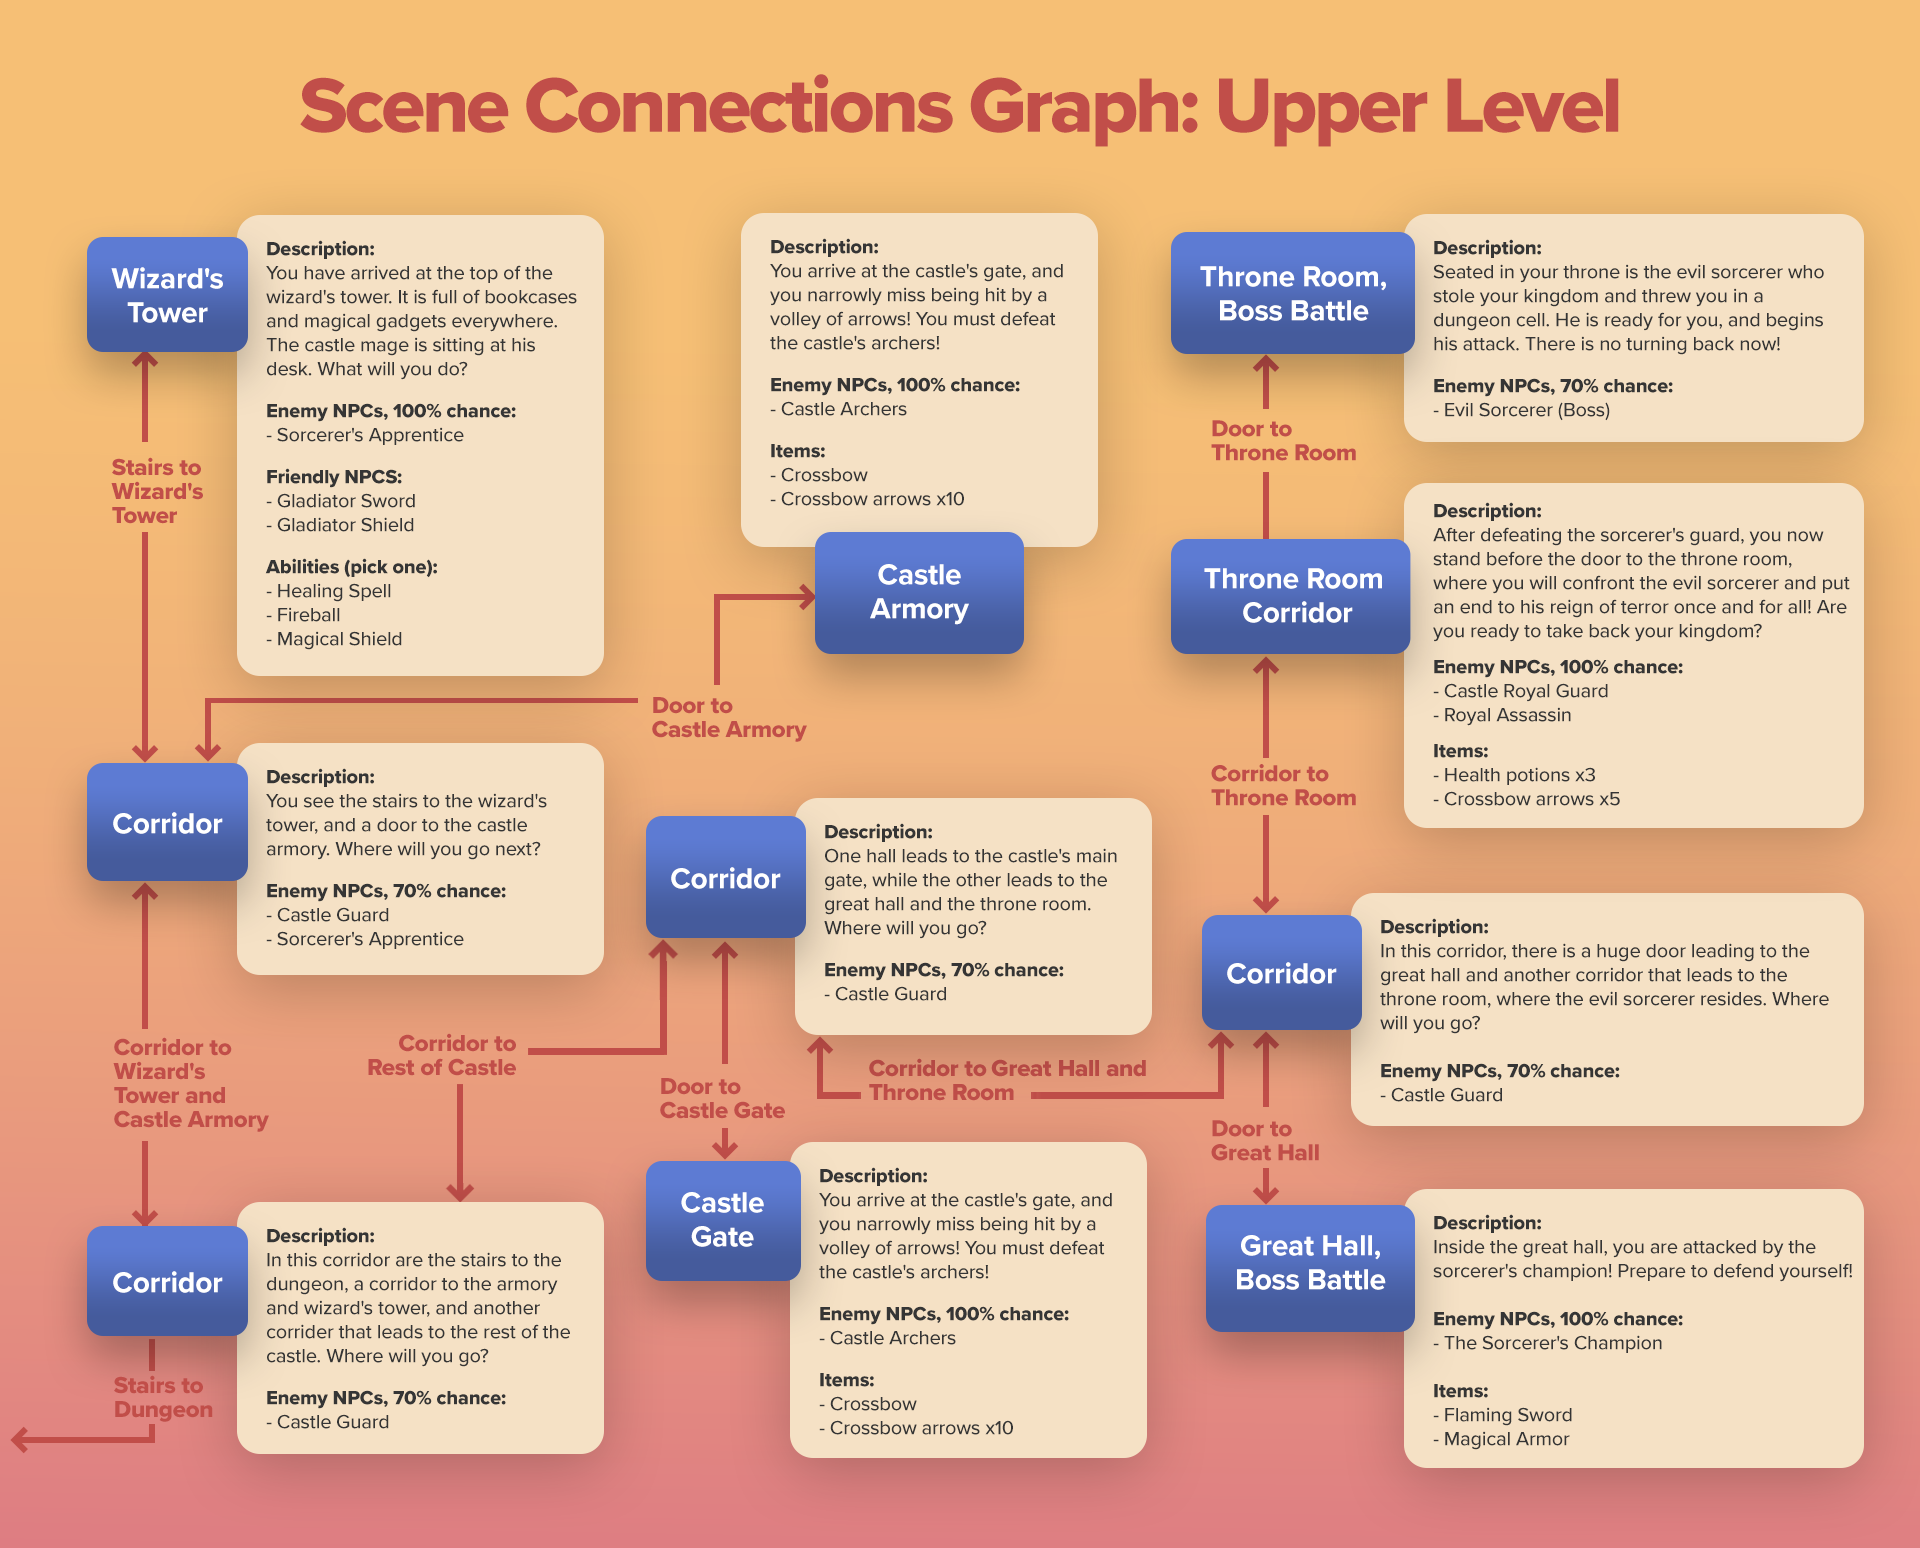 Scene Connections Graph: Upper Level
Wizard's
Tower
Description:
You have arrived at the top of the
wizard's tower. It is full of bookcases
and magical gadgets everywhere.
The castle mage is sitting at his
desk. What will you do?
Enemy NPCs, 100% chance:
- Sorcerer's Apprentice
Friendly NPCS:
- Gladiator Sword
- Gladiator Shield
Abilities (pick one):
- Healing Spell
- Fireball
- Magical Shield
Stairs to
Wizard's
Tower
Description:
You arrive at the castle's gate, and
you narrowly miss being hit by a
volley of arrows! You must defeat
the castle's archers!
Enemy NPCs, 100% chance:
- Castle Archers
Items:
- Crossbow
- Crossbow arrows x10
Castle
Armory
Door to
Castle Armory
Throne Room,
Boss Battle
Description:
Seated in your throne is the evil sorcerer who
stole your kingdom and threw you in a
dungeon cell. He is ready for you, and begins
his attack. There is no turning back now!
Enemy NPCs, 70% chance:
- Evil Sorcerer (Boss)
Door to
Throne Room
Throne Room
Corridor
Description:
After defeating the sorcerer's guard, you now
stand before the door to the throne room,
where you will confront the evil sorcerer and put
an end to his reign of terror once and for all! Are
you ready to take back your kingdom?
Enemy NPCs, 100% chance:
- Castle Royal Guard
- Royal Assassin
Items:
- Health potions x3
- Crossbow arrows x5
Corridor to
Throne Room
Corridor
Description:
You see the stairs to the wizard's
tower, and a door to the castle
armory. Where will you go next?
Enemy NPCs, 70% chance:
- Castle Guard
- Sorcerer's Apprentice
Corridor
Description:
One hall leads to the castle's main
gate, while the other leads to the
great hall and the throne room.
Where will you go?
Enemy NPCs, 70% chance:
- Castle Guard
Corridor
Description:
In this corridor, there is a huge door leading to the
great hall and another corridor that leads to the
throne room, where the evil sorcerer resides. Where
will you go?
Enemy NPCs, 70% chance:
- Castle Guard
Corridor to
Wizard's
Tower and
Castle Armory
Corridor to
Rest of Castle
Door to
Castle Gate
Corridor to Great Hall and
Throne Room
Door to
Great Hall
Corridor
Description:
In this corridor are the stairs to the
dungeon, a corridor to the armory
and wizard's tower, and another
corrider that leads to the rest of the
castle. Where will you go?
Enemy NPCs, 70% chance:
- Castle Guard
Stairs to
Dungeon
Castle
Gate
Description:
You arrive at the castle's gate, and
you narrowly miss being hit by a
volley of arrows! You must defeat
the castle's archers!
Enemy NPCs, 100% chance:
- Castle Archers
Items:
- Crossbow
- Crossbow arrows x10
Great Hall,
Boss Battle
Description:
Inside the great hall, you are attacked by the
sorcerer's champion! Prepare to defend yourself!
Enemy NPCs, 100% chance:
- The Sorcerer's Champion
Items:
- Flaming Sword
- Magical Armor